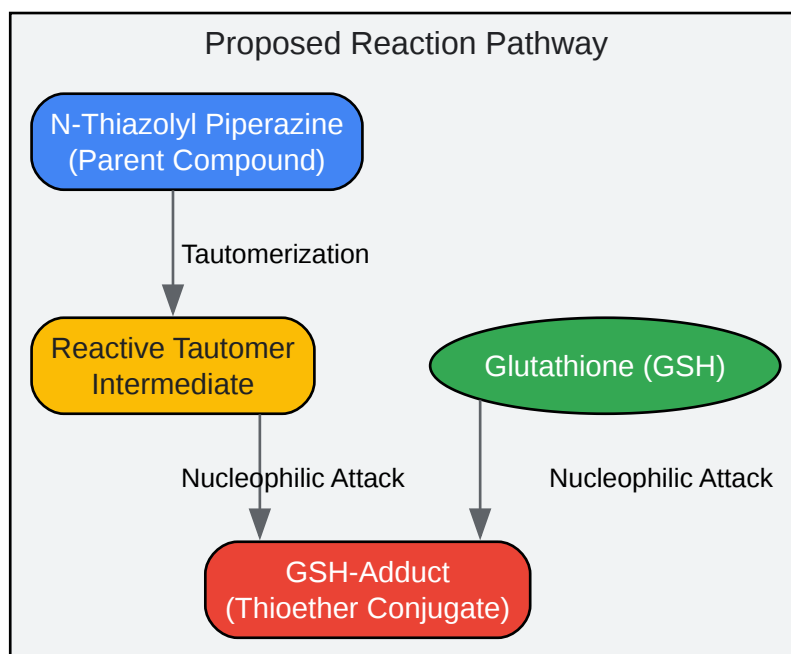 Proposed Reaction Pathway
N-Thiazolyl Piperazine
(Parent Compound)
Tautomerization
Reactive Tautomer
Intermediate
Glutathione (GSH)
Nucleophilic Attack
Nucleophilic Attack
GSH-Adduct
(Thioether Conjugate)